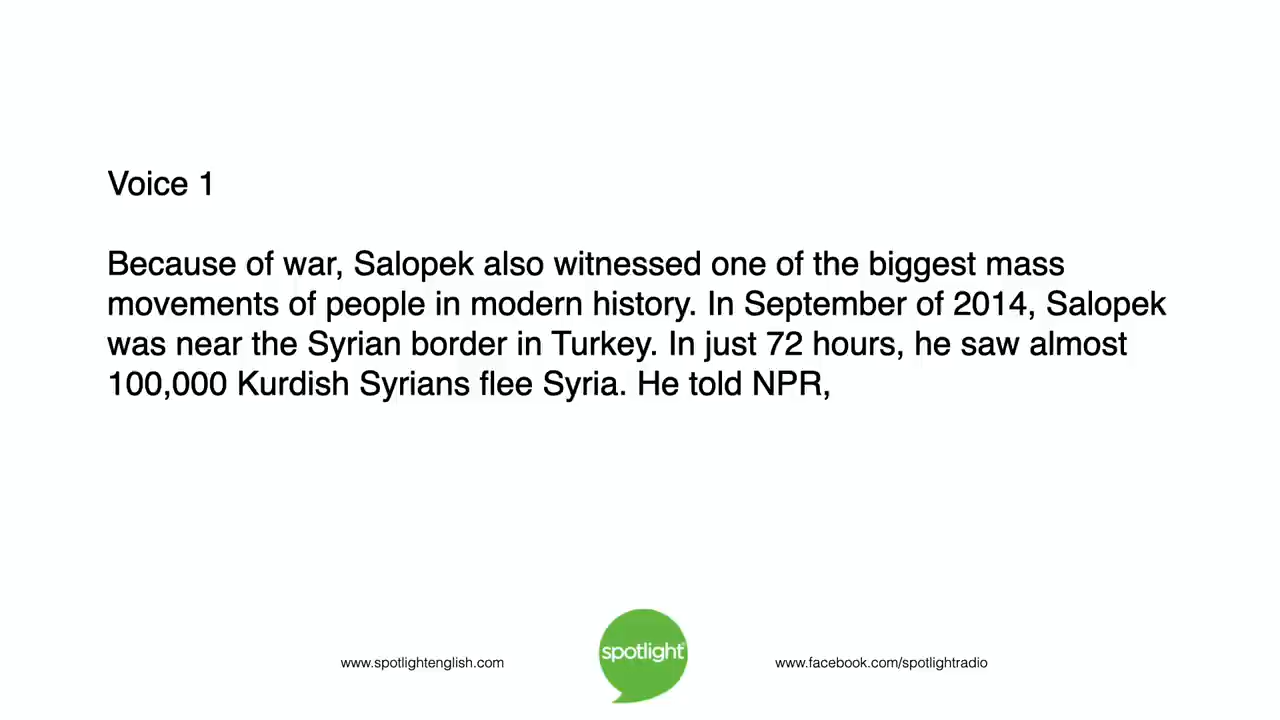 Voice 1
Because of war, Salopek also witnessed one of the biggest mass
movements of people in modern history. In September of 2014, Salopek
was near the Syrian border in Turkey. In just 72 hours, he saw almost
100,000 Kurdish Syrians flee Syria. He told NPR,
www.spotlightenglish.com
spotlight
www.facebook.com/spotlightradio